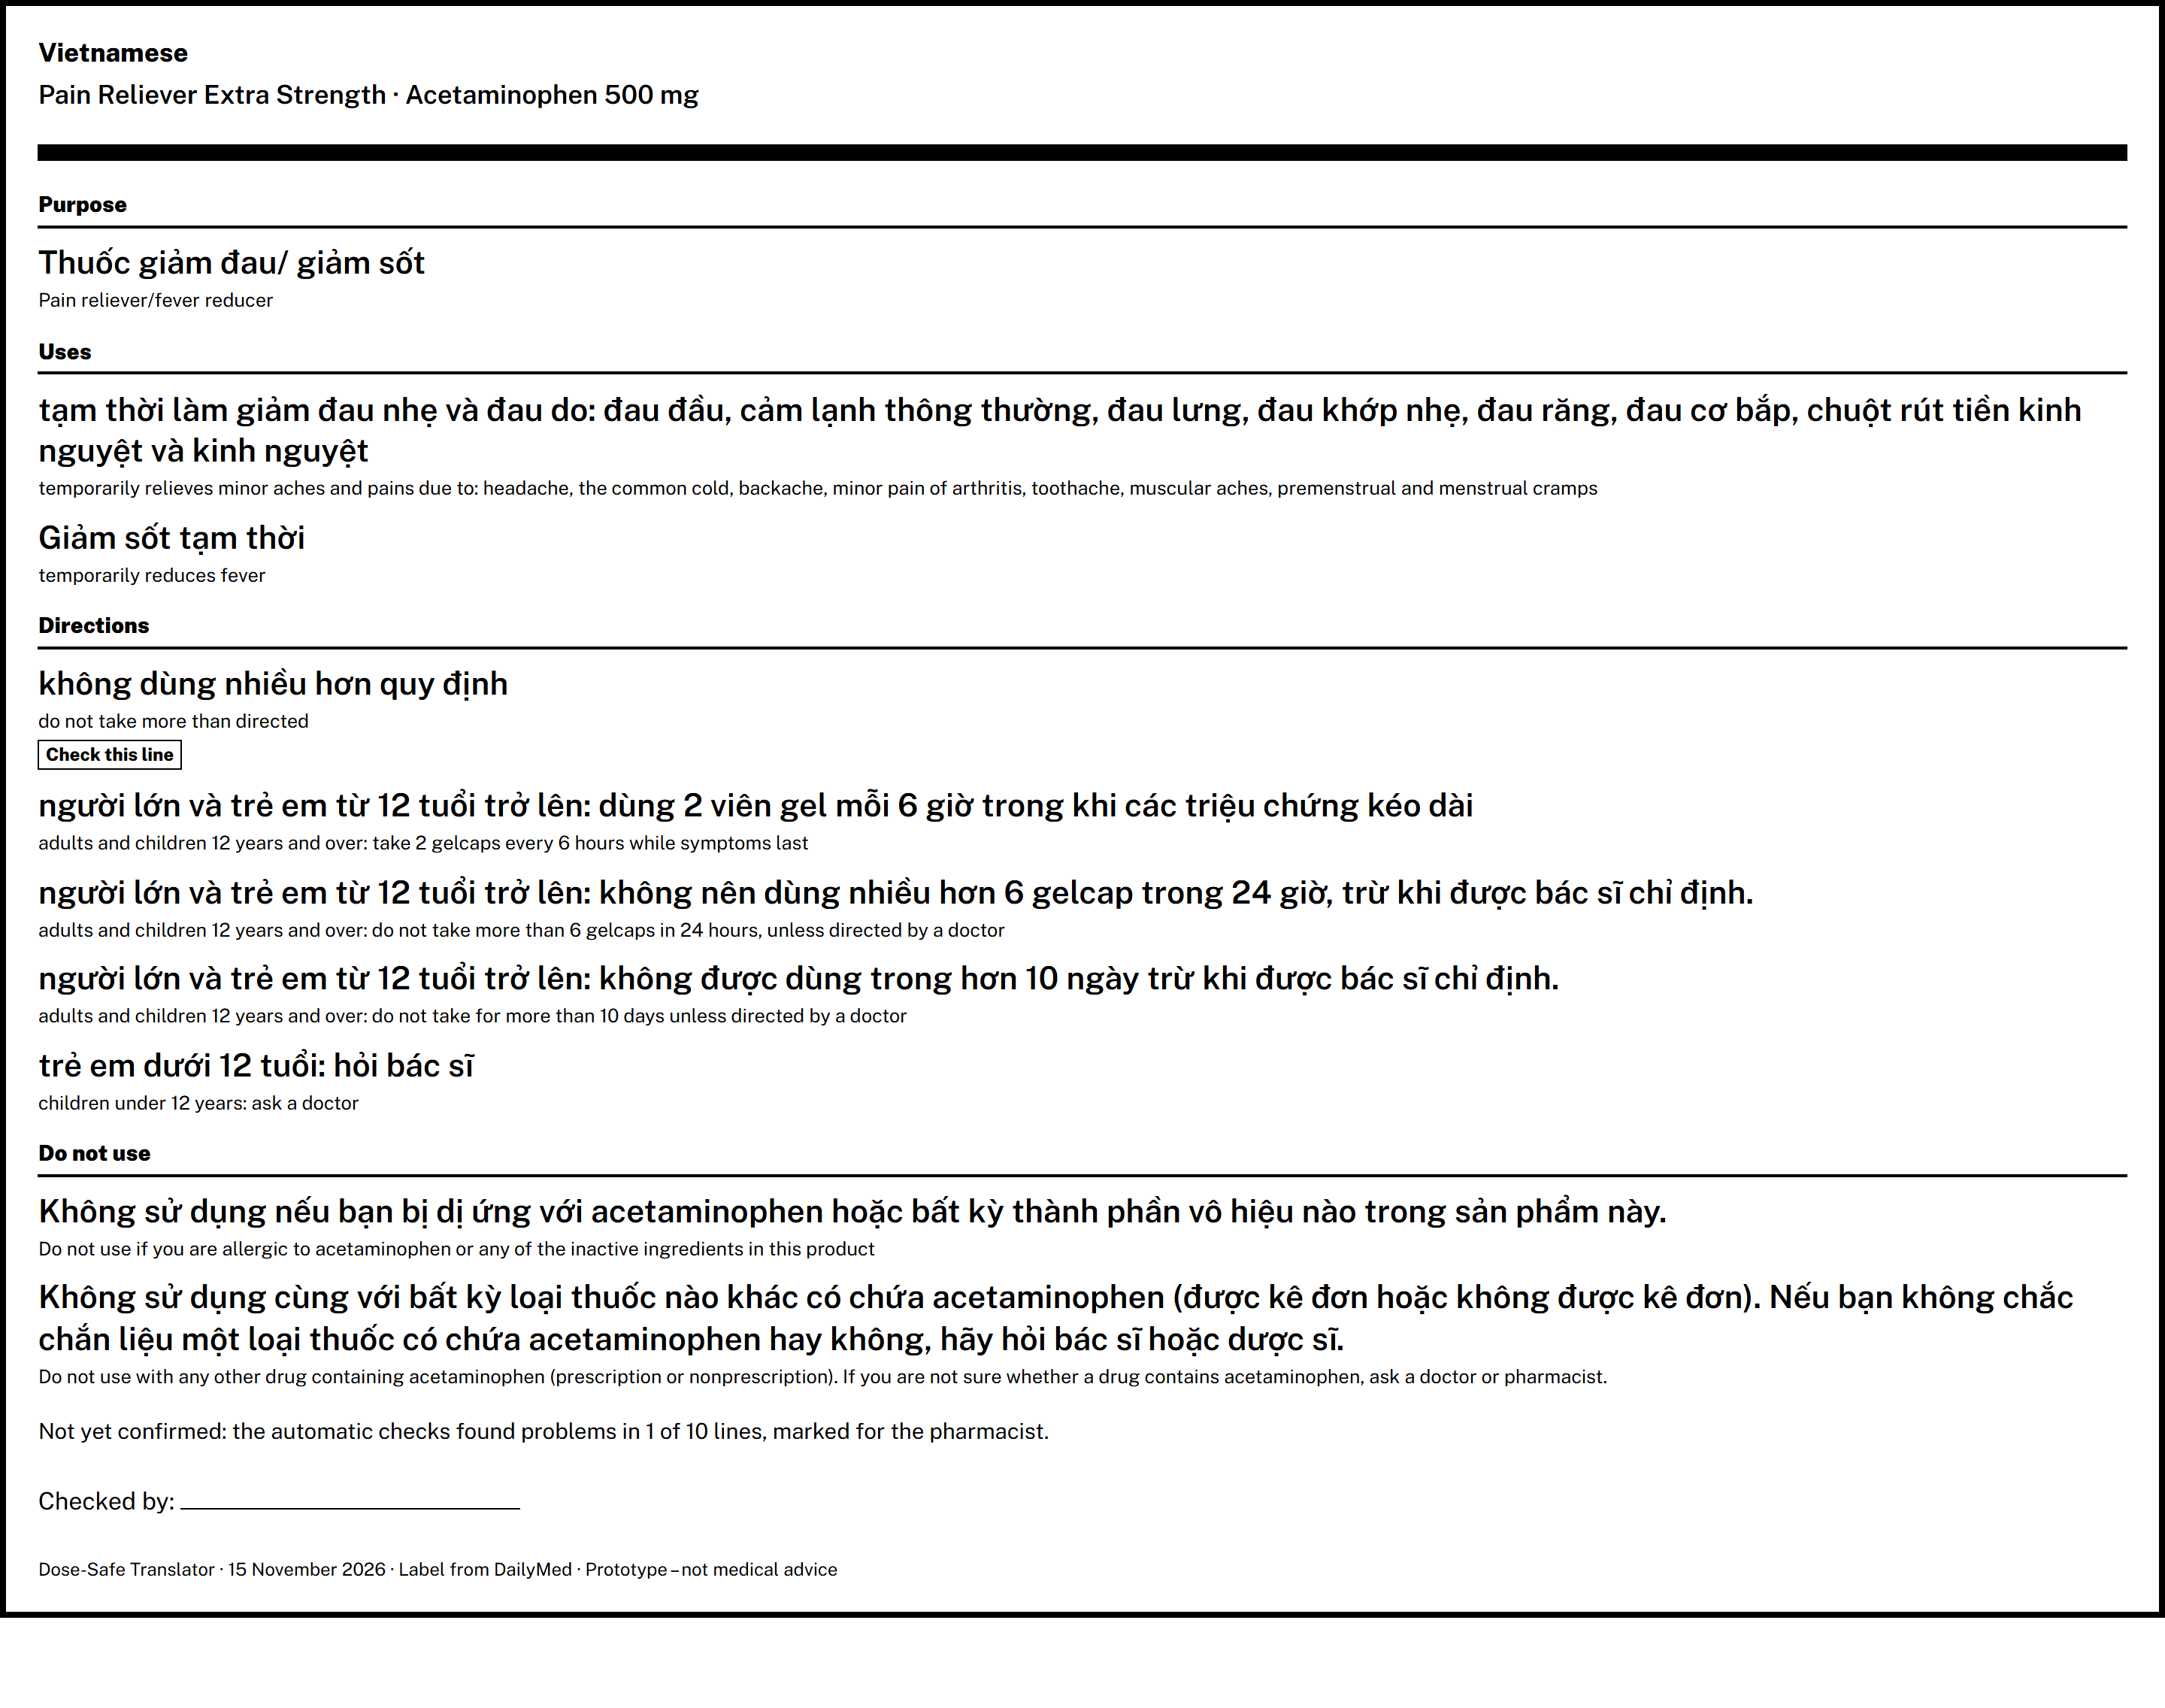 Vietnamese
Pain Reliever Extra Strength · Acetaminophen 500 mg
Purpose
Thuốc giảm đau/ giảm sốt
Pain reliever/fever reducer
Uses
tạm thời làm giảm đau nhẹ và đau do: đau đầu, cảm lạnh thông thường, đau lưng, đau khớp nhẹ, đau răng, đau cơ bắp, chuột rút tiền kinh
nguyệt và kinh nguyệt
temporarily relieves minor aches and pains due to: headache, the common cold, backache, minor pain of arthritis, toothache, muscular aches, premenstrual and menstrual cramps
Giảm sốt tạm thời
temporarily reduces fever
Directions
không dùng nhiều hơn quy định
do not take more than directed
Check this line
người lớn và trẻ em từ 12 tuổi trở lên: dùng 2 viên gel mỗi 6 giờ trong khi các triệu chứng kéo dài
adults and children 12 years and over: take 2 gelcaps every 6 hours while symptoms last
người lớn và trẻ em từ 12 tuổi trở lên: không nên dùng nhiều hơn 6 gelcap trong 24 giờ, trừ khi được bác sĩ chỉ định.
adults and children 12 years and over: do not take more than 6 gelcaps in 24 hours, unless directed by a doctor
người lớn và trẻ em từ 12 tuổi trở lên: không được dùng trong hơn 10 ngày trừ khi được bác sĩ chỉ định.
adults and children 12 years and over: do not take for more than 10 days unless directed by a doctor
trẻ em dưới 12 tuổi: hỏi bác sĩ
children under 12 years: ask a doctor
Do not use
Không sử dụng nếu bạn bị dị ứng với acetaminophen hoặc bất kỳ thành phần vô hiệu nào trong sản phẩm này.
Do not use if you are allergic to acetaminophen or any of the inactive ingredients in this product
Không sử dụng cùng với bất kỳ loại thuốc nào khác có chứa acetaminophen (được kê đơn hoặc không được kê đơn). Nếu bạn không chắc
chắn liệu một loại thuốc có chứa acetaminophen hay không, hãy hỏi bác sĩ hoặc dược sĩ.
Do not use with any other drug containing acetaminophen (prescription or nonprescription). If you are not sure whether a drug contains acetaminophen, ask a doctor or pharmacist.
Not yet confirmed: the automatic checks found problems in 1 of 10 lines, marked for the pharmacist.
Checked by:
Dose-Safe Translator · 15 November 2026 · Label from DailyMed · Prototype – not medical advice